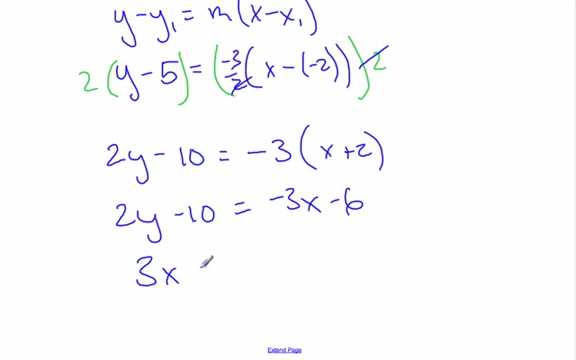 y-y₁ = m(x-x₁)
2(y-5) = (-3/2(x-(-2)))2
2y-10 = -3(x+2)
2y-10 = -3x-6
3x
Extend Page